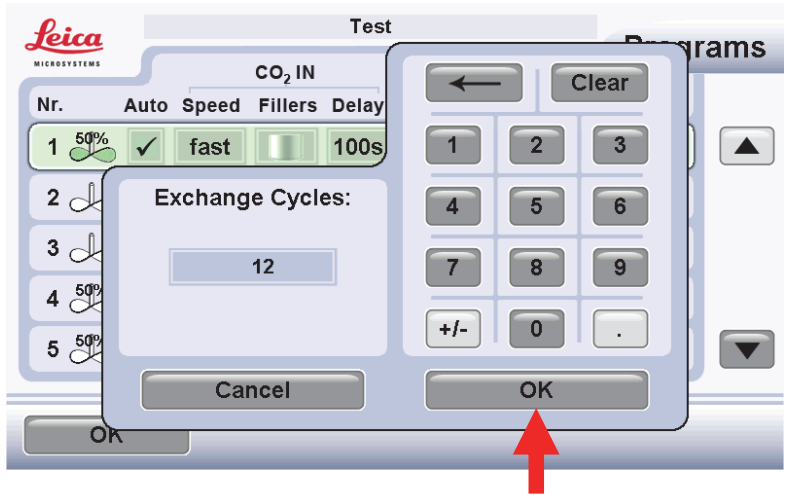 Leica
MICROSYSTEMS
Test
Programs
CO₂ IN
Nr. Auto Speed Fillers Delay
1 50% ✓ fast 100s
2
3
4 50%
5 50%
Exchange Cycles:
12
Cancel
← Clear
1 2 3
4 5 6
7 8 9
+/- 0 .
OK
OK